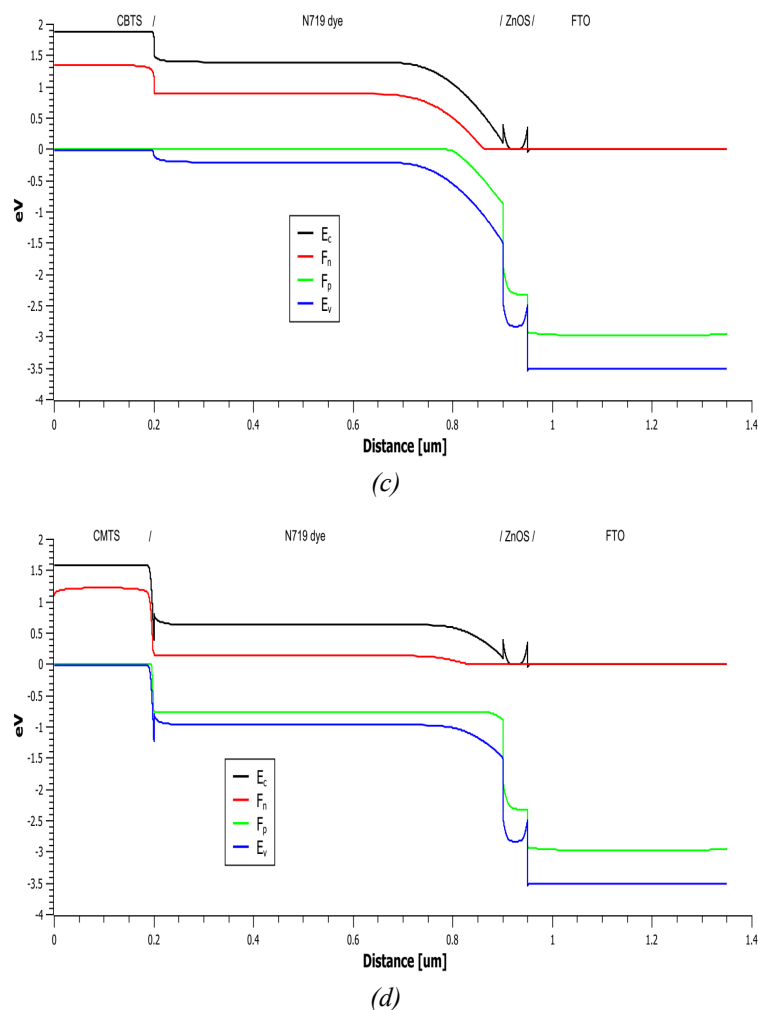 CBTS / N719 dye / ZnOS / FTO
2
1.5
1
0.5
0
-0.5
-1
-1.5
-2
-2.5
-3
-3.5
-4
eV
Ec
Fn
Fp
Ev
0 0.2 0.4 0.6 0.8 1 1.2 1.4
Distance [um]
(c)
CMTS / N719 dye / ZnOS / FTO
2
1.5
1
0.5
0
-0.5
-1
-1.5
-2
-2.5
-3
-3.5
-4
eV
Ec
Fn
Fp
Ev
0 0.2 0.4 0.6 0.8 1 1.2 1.4
Distance [um]
(d)